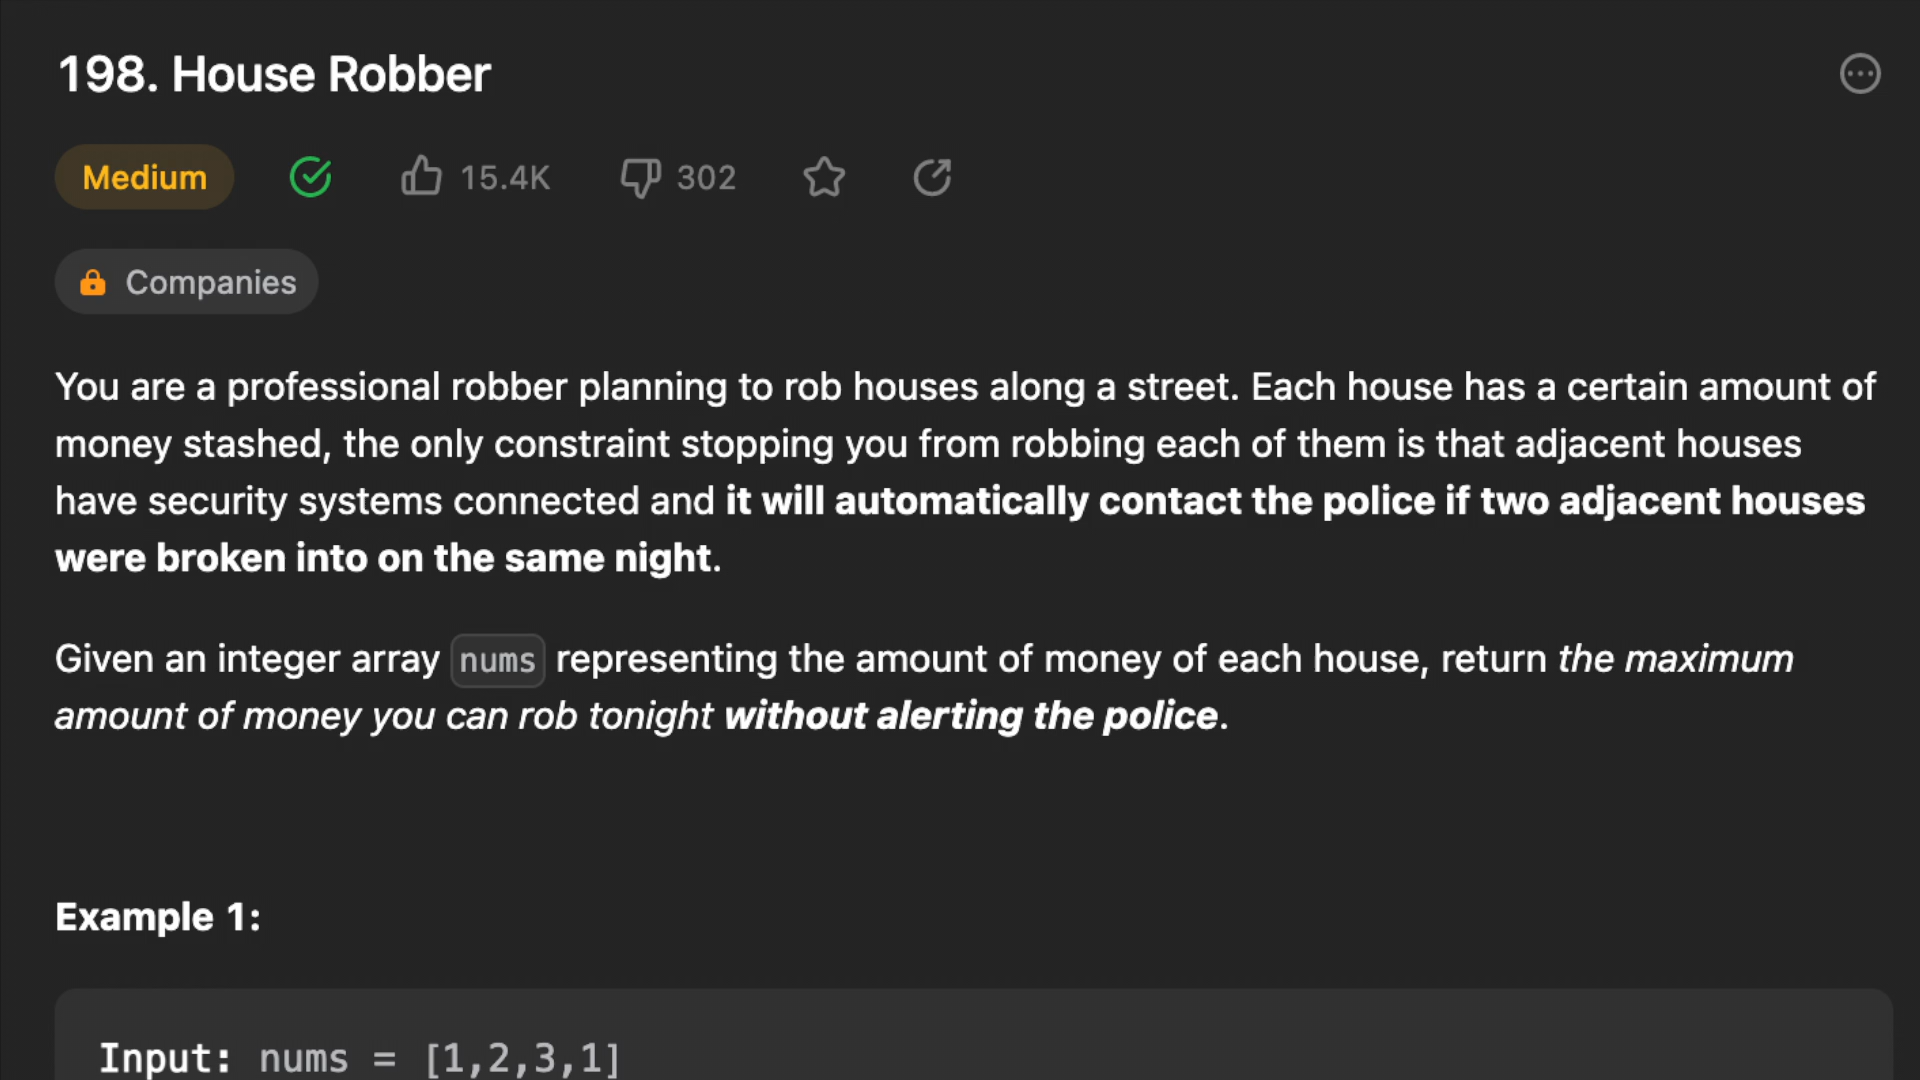 198. House Robber
Medium 15.4K 302
Companies
You are a professional robber planning to rob houses along a street. Each house has a certain amount of
money stashed, the only constraint stopping you from robbing each of them is that adjacent houses
have security systems connected and it will automatically contact the police if two adjacent houses
were broken into on the same night.
Given an integer array nums representing the amount of money of each house, return the maximum
amount of money you can rob tonight without alerting the police.
Example 1:
Input: nums = [1,2,3,1]